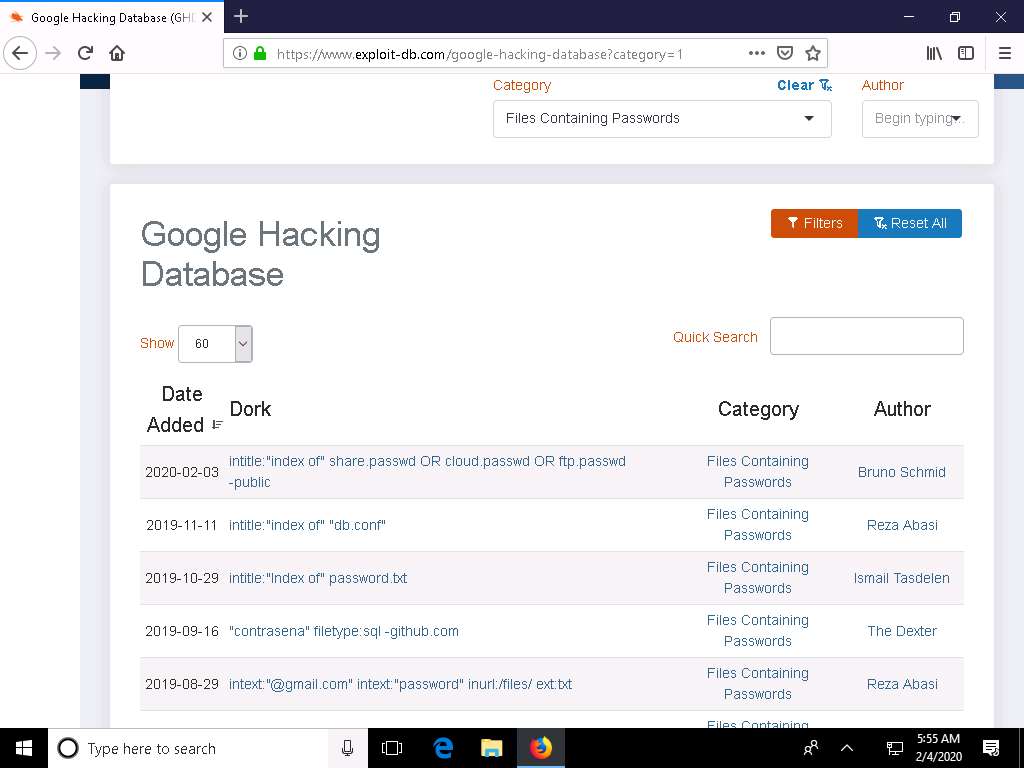 Google Hacking Database (GHD
https://www.exploit-db.com/google-hacking-database?category=1
Category
Clear
Author
Files Containing Passwords
Begin typing...
Google Hacking
Database
Filters
Reset All
Show
60
Quick Search
Date
Added
Dork
Category
Author
2020-02-03
intitle:"index of" share.passwd OR cloud.passwd OR ftp.passwd
-public
Files Containing
Passwords
Bruno Schmid
2019-11-11
intitle:"index of" "db.conf"
Files Containing
Passwords
Reza Abasi
2019-10-29
intitle:"Index of" password.txt
Files Containing
Passwords
Ismail Tasdelen
2019-09-16
"contrasena" filetype:sql -github.com
Files Containing
Passwords
The Dexter
2019-08-29
intext:"@gmail.com" intext:"password" inurl:/files/ ext:txt
Files Containing
Passwords
Reza Abasi
Files Containing
Type here to search
5:55 AM
2/4/2020